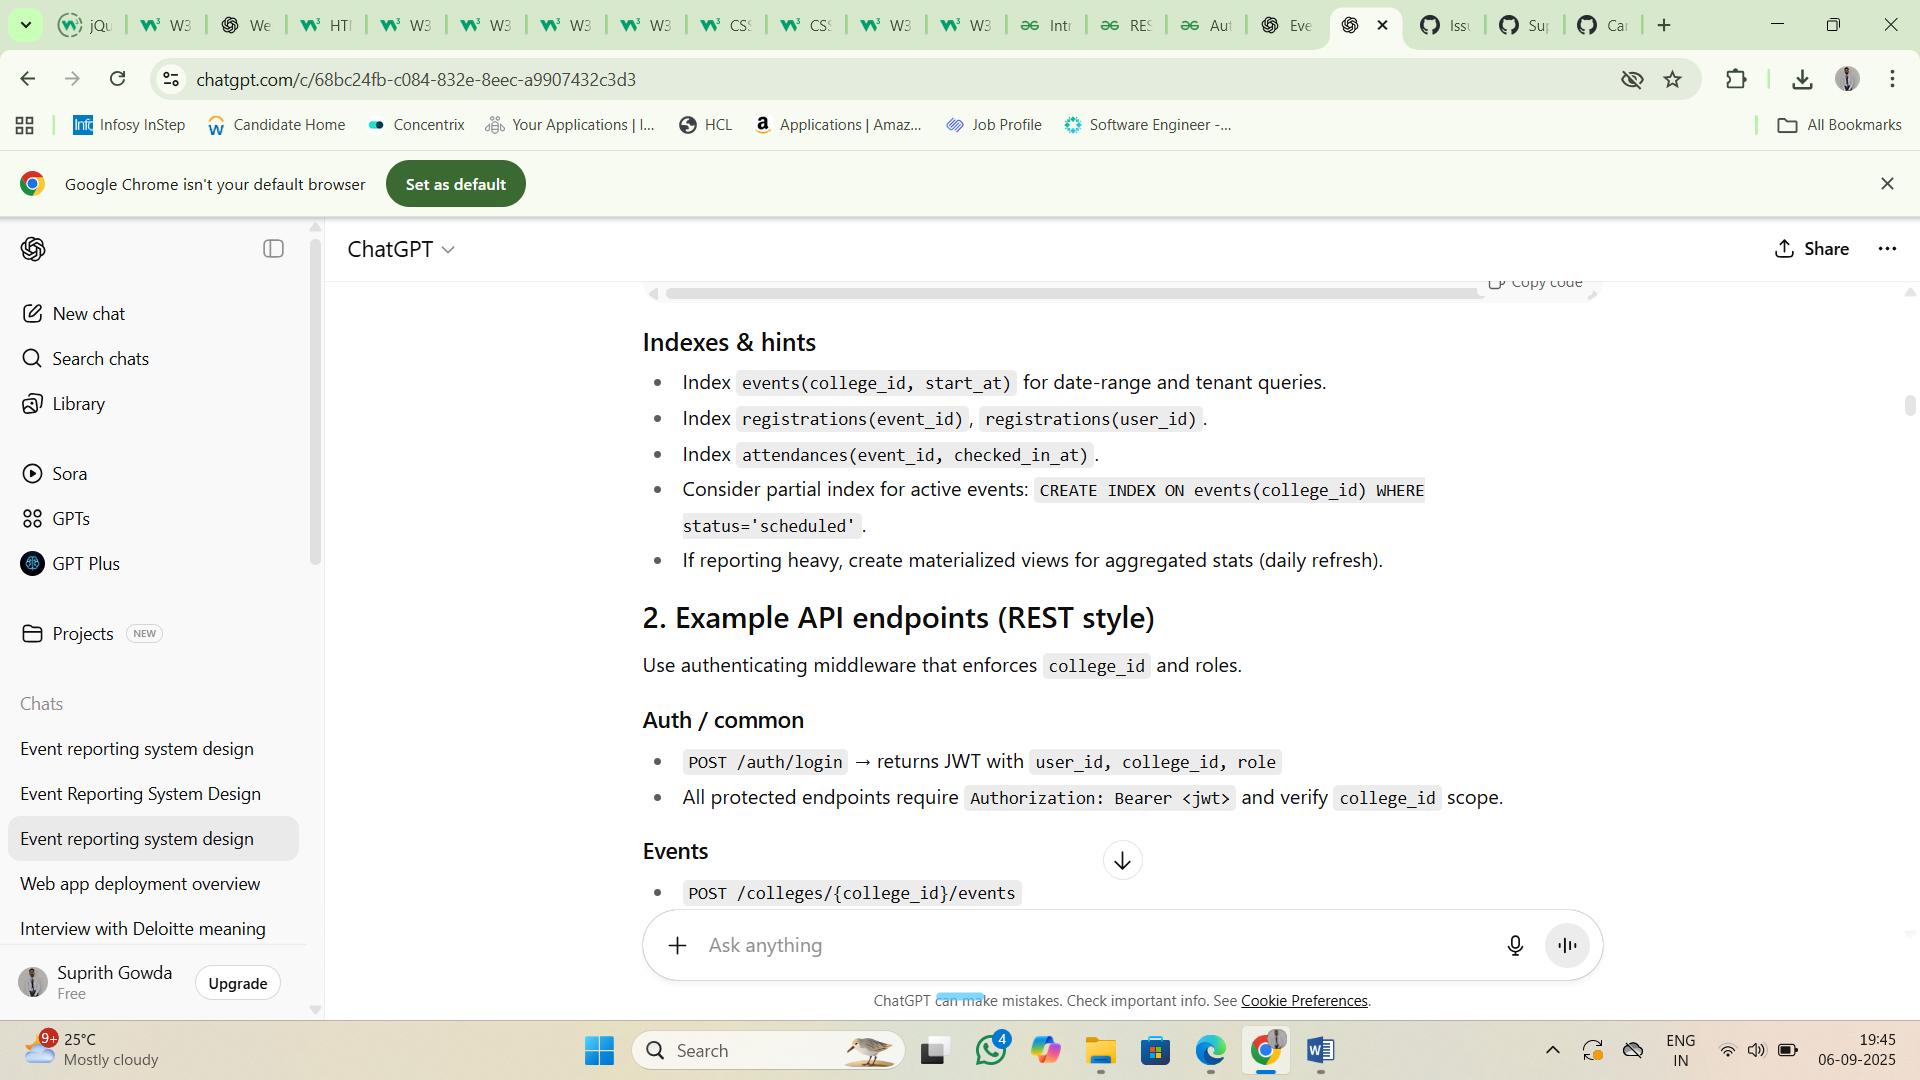 jQu
W3
We
HTI
W3
W3
W3
W3
CSS
CSS
W3
W3
Intr
RES
Aut
Eve
Issu
Sup
Car
chatgpt.com/c/68bc24fb-c084-832e-8eec-a9907432c3d3
Infosy InStep
Candidate Home
Concentrix
Your Applications | I...
HCL
Applications | Amaz...
Job Profile
Software Engineer -...
All Bookmarks
Google Chrome isn't your default browser
Set as default
ChatGPT
Share
New chat
Search chats
Library
Sora
GPTs
GPT Plus
Projects NEW
Chats
Event reporting system design
Event Reporting System Design
Event reporting system design
Web app deployment overview
Interview with Deloitte meaning
Suprith Gowda
Free
Upgrade
Copy code
Indexes & hints
Index events(college_id, start_at) for date-range and tenant queries.
Index registrations(event_id), registrations(user_id).
Index attendances(event_id, checked_in_at).
Consider partial index for active events: CREATE INDEX ON events(college_id) WHERE
status='scheduled'.
If reporting heavy, create materialized views for aggregated stats (daily refresh).
2. Example API endpoints (REST style)
Use authenticating middleware that enforces college_id and roles.
Auth / common
POST /auth/login → returns JWT with user_id, college_id, role
All protected endpoints require Authorization: Bearer <jwt> and verify college_id scope.
Events
POST /colleges/{college_id}/events
Ask anything
ChatGPT can make mistakes. Check important info. See Cookie Preferences.
9+
25°C
Mostly cloudy
Search
4
ENG
IN
19:45
06-09-2025